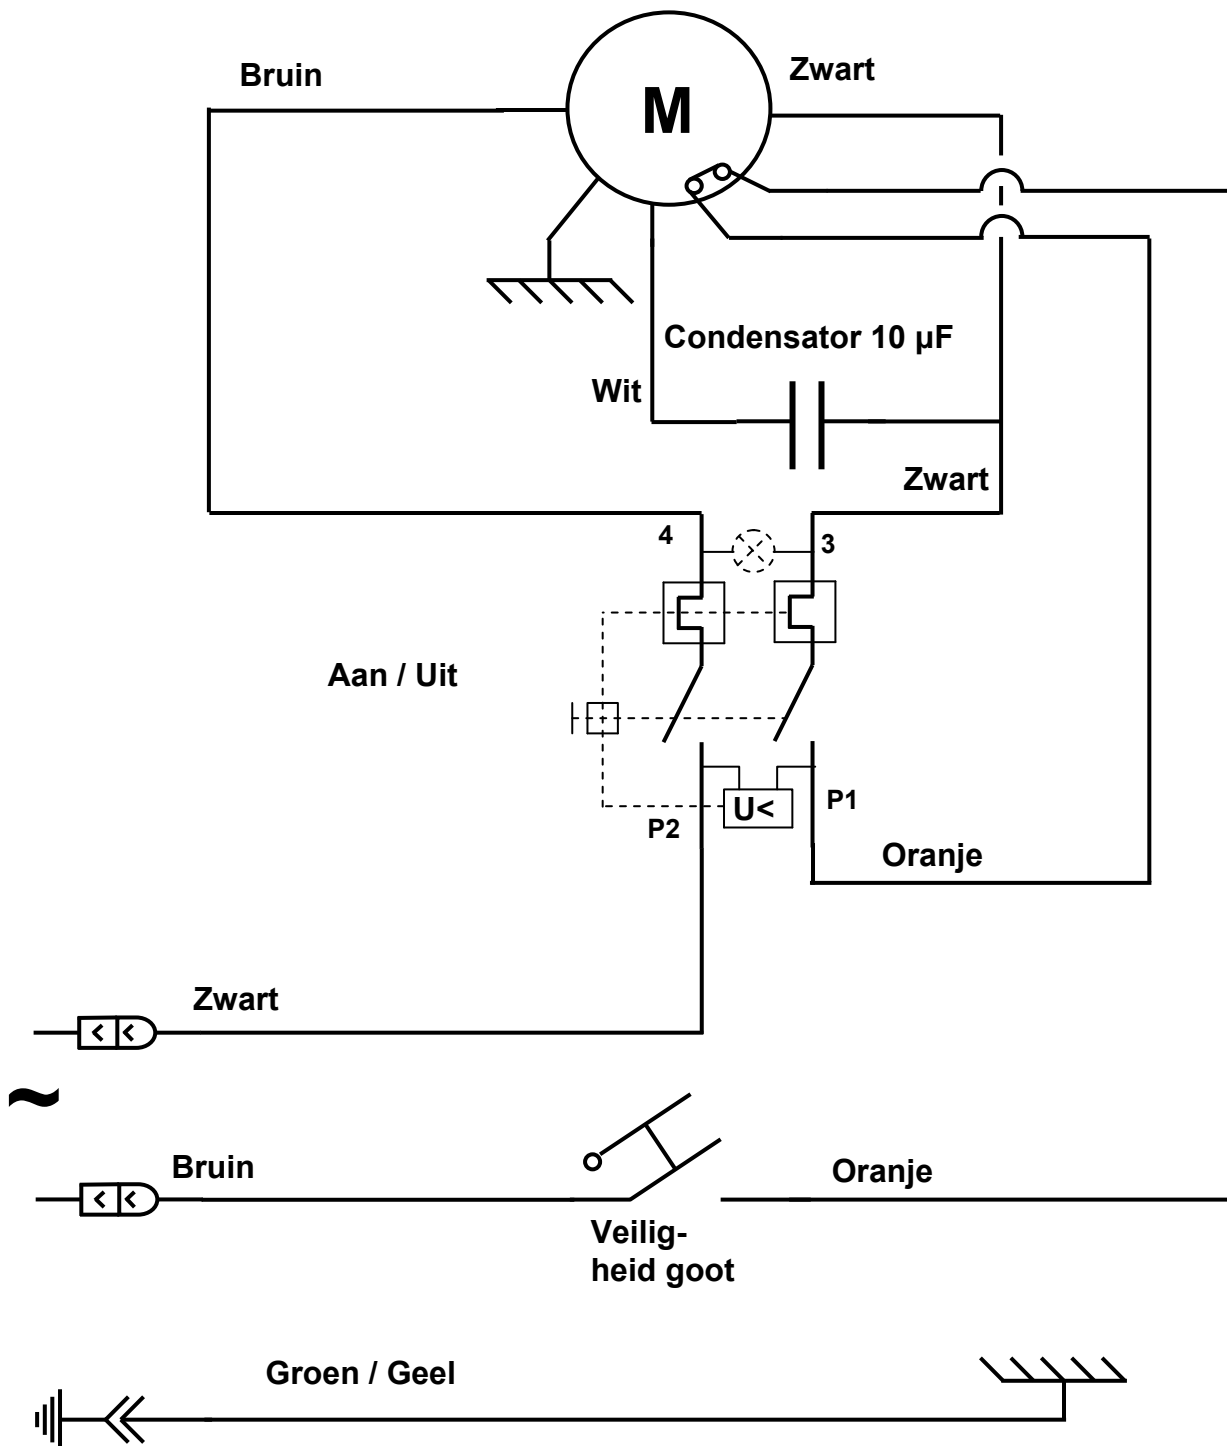 Bruin
Zwart
M
Condensator 10 µF
Wit
Zwart
4
3
Aan / Uit
U<
P1
P2
Oranje
Zwart
~
Bruin
Oranje
Veilig-
heid goot
Groen / Geel